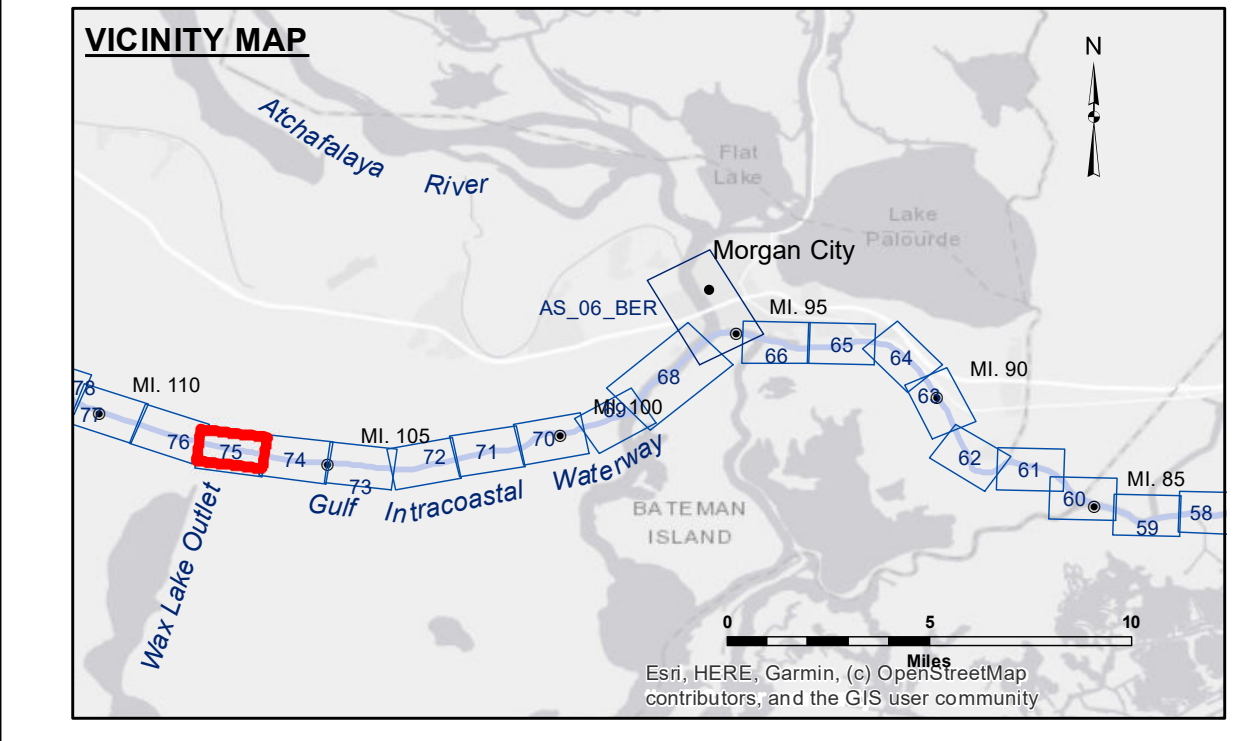 VICINITY MAP
N
Atchafalaya
River
Flat
Lake
Lake
Palourde
Morgan City
AS_06_BER
MI. 95
66
65
64
MI. 90
63
68
MI. 110
78
77
69
MI. 100
76
75
74
MI. 105
73
72
71
70
62
61
60
MI. 85
59
58
Gulf
Intracoastal
Waterway
Wax Lake Outlet
BATEMAN
ISLAND
0
5
10
Miles
Esri, HERE, Garmin, (c) OpenStreetMap
contributors, and the GIS user community